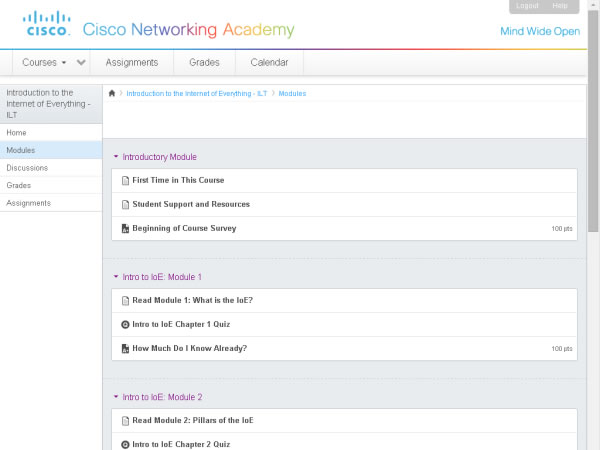 Logout Help
CISCO Cisco Networking Academy
Mind Wide Open
Courses Assignments Grades Calendar
Introduction to the
Internet of Everything -
ILT
Home
Modules
Discussions
Grades
Assignments
Introduction to the Internet of Everything - ILT Modules
Introductory Module
First Time in This Course
Student Support and Resources
Beginning of Course Survey 100 pts
Intro to IoE: Module 1
Read Module 1: What is the IoE?
Intro to IoE Chapter 1 Quiz
How Much Do I Know Already? 100 pts
Intro to IoE: Module 2
Read Module 2: Pillars of the IoE
Intro to IoE Chapter 2 Quiz